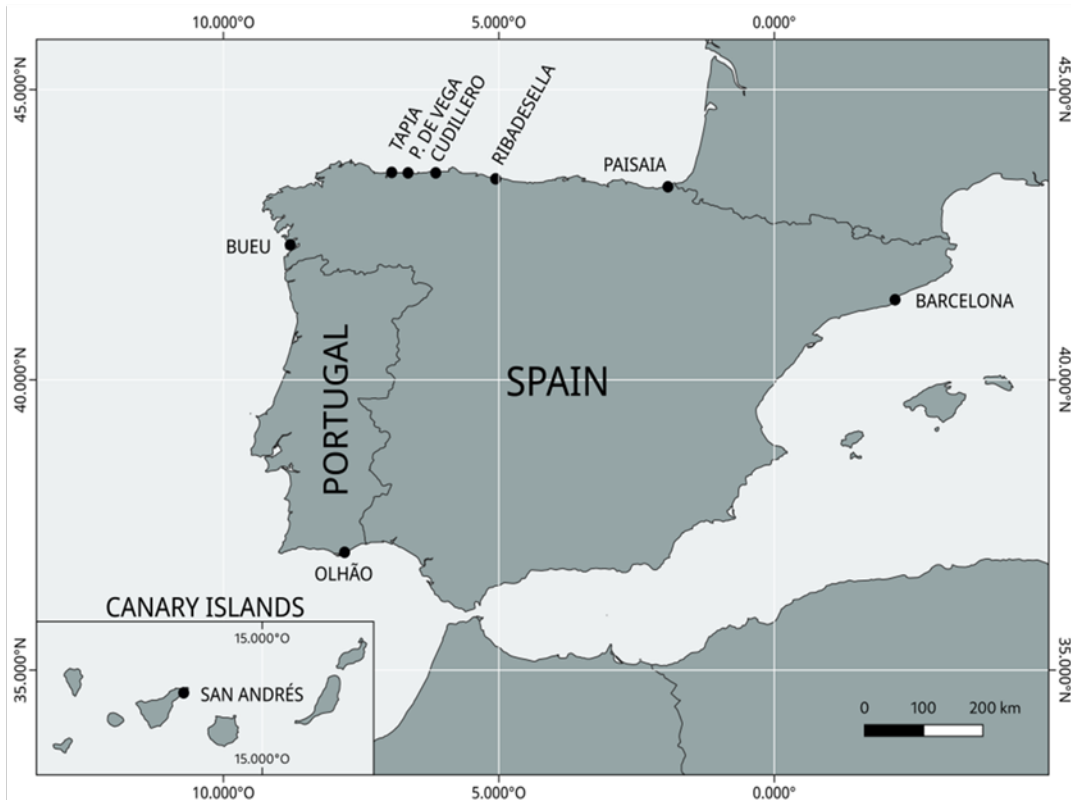 10.000°O
5.000°O
0.000°
45.000°N
45.000°N
TAPIA
P. DE VEGA
CUDILLERO
RIBADESELLA
PAISAIA
BUEU
BARCELONA
PORTUGAL
SPAIN
40.000°N
40.000°N
OLHÃO
CANARY ISLANDS
15.000°O
SAN ANDRÉS
15.000°O
35.000°N
35.000°N
0 100 200 km
10.000°O
5.000°O
0.000°